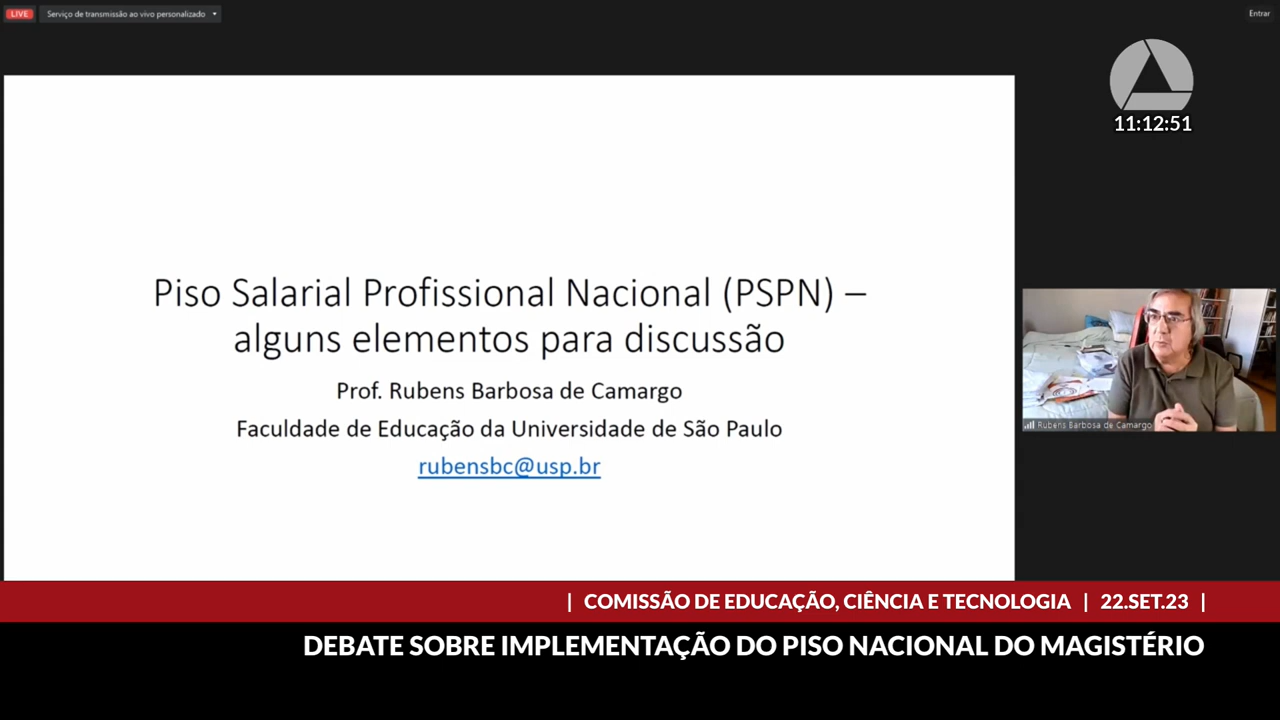 LIVE
Serviço de transmissão ao vivo personalizado
Entrar
11:12:51
Piso Salarial Profissional Nacional (PSPN) –
alguns elementos para discussão
Prof. Rubens Barbosa de Camargo
Faculdade de Educação da Universidade de São Paulo
rubensbc@usp.br
Rubens Barbosa de Camargo
| COMISSÃO DE EDUCAÇÃO, CIÊNCIA E TECNOLOGIA | 22.SET.23 |
DEBATE SOBRE IMPLEMENTAÇÃO DO PISO NACIONAL DO MAGISTÉRIO